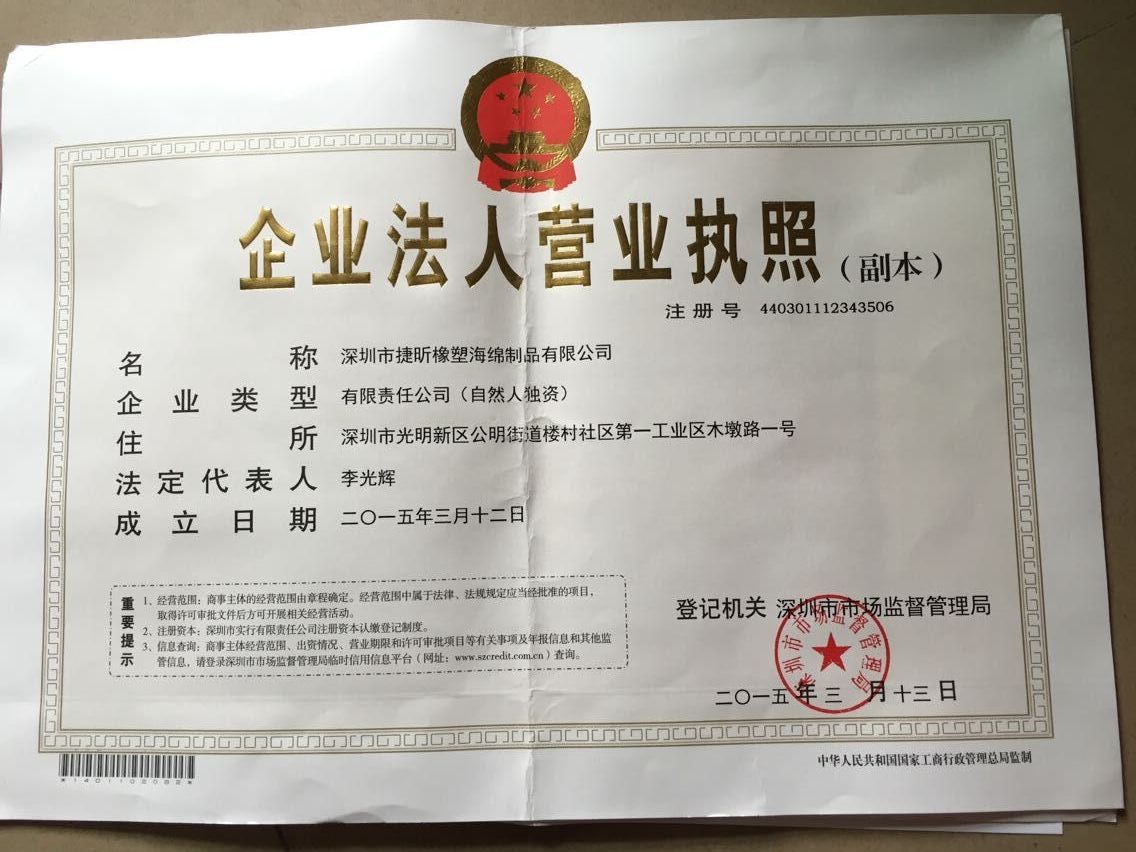 企业法人营业执照（副本）
注册号 440301112343506
名称 深圳市捷昕橡塑海绵制品有限公司
企业类型 有限责任公司（自然人独资）
住所 深圳市光明新区公明街道楼村社区第一工业区木墩路一号
法定代表人 李光辉
成立日期 二〇一五年三月十二日
重要提示
1、经营范围：商事主体的经营范围由章程确定。经营范围中属于法律、法规规定应当经批准的项目，
取得许可审批文件后方可开展相关经营活动。
2、注册资本：深圳市实行有限责任公司注册资本认缴登记制度。
3、信息查询：商事主体经营范围、出资情况、营业期限和许可审批项目等有关事项及年报信息和其他监
管信息，请登录深圳市市场监督管理局临时信用信息平台（网址：www.szcredit.com.cn）查询。
登记机关 深圳市市场监督管理局
深圳市市场监督管理局
二〇一五年三月十三日
*1401102082*
中华人民共和国国家工商行政管理总局监制